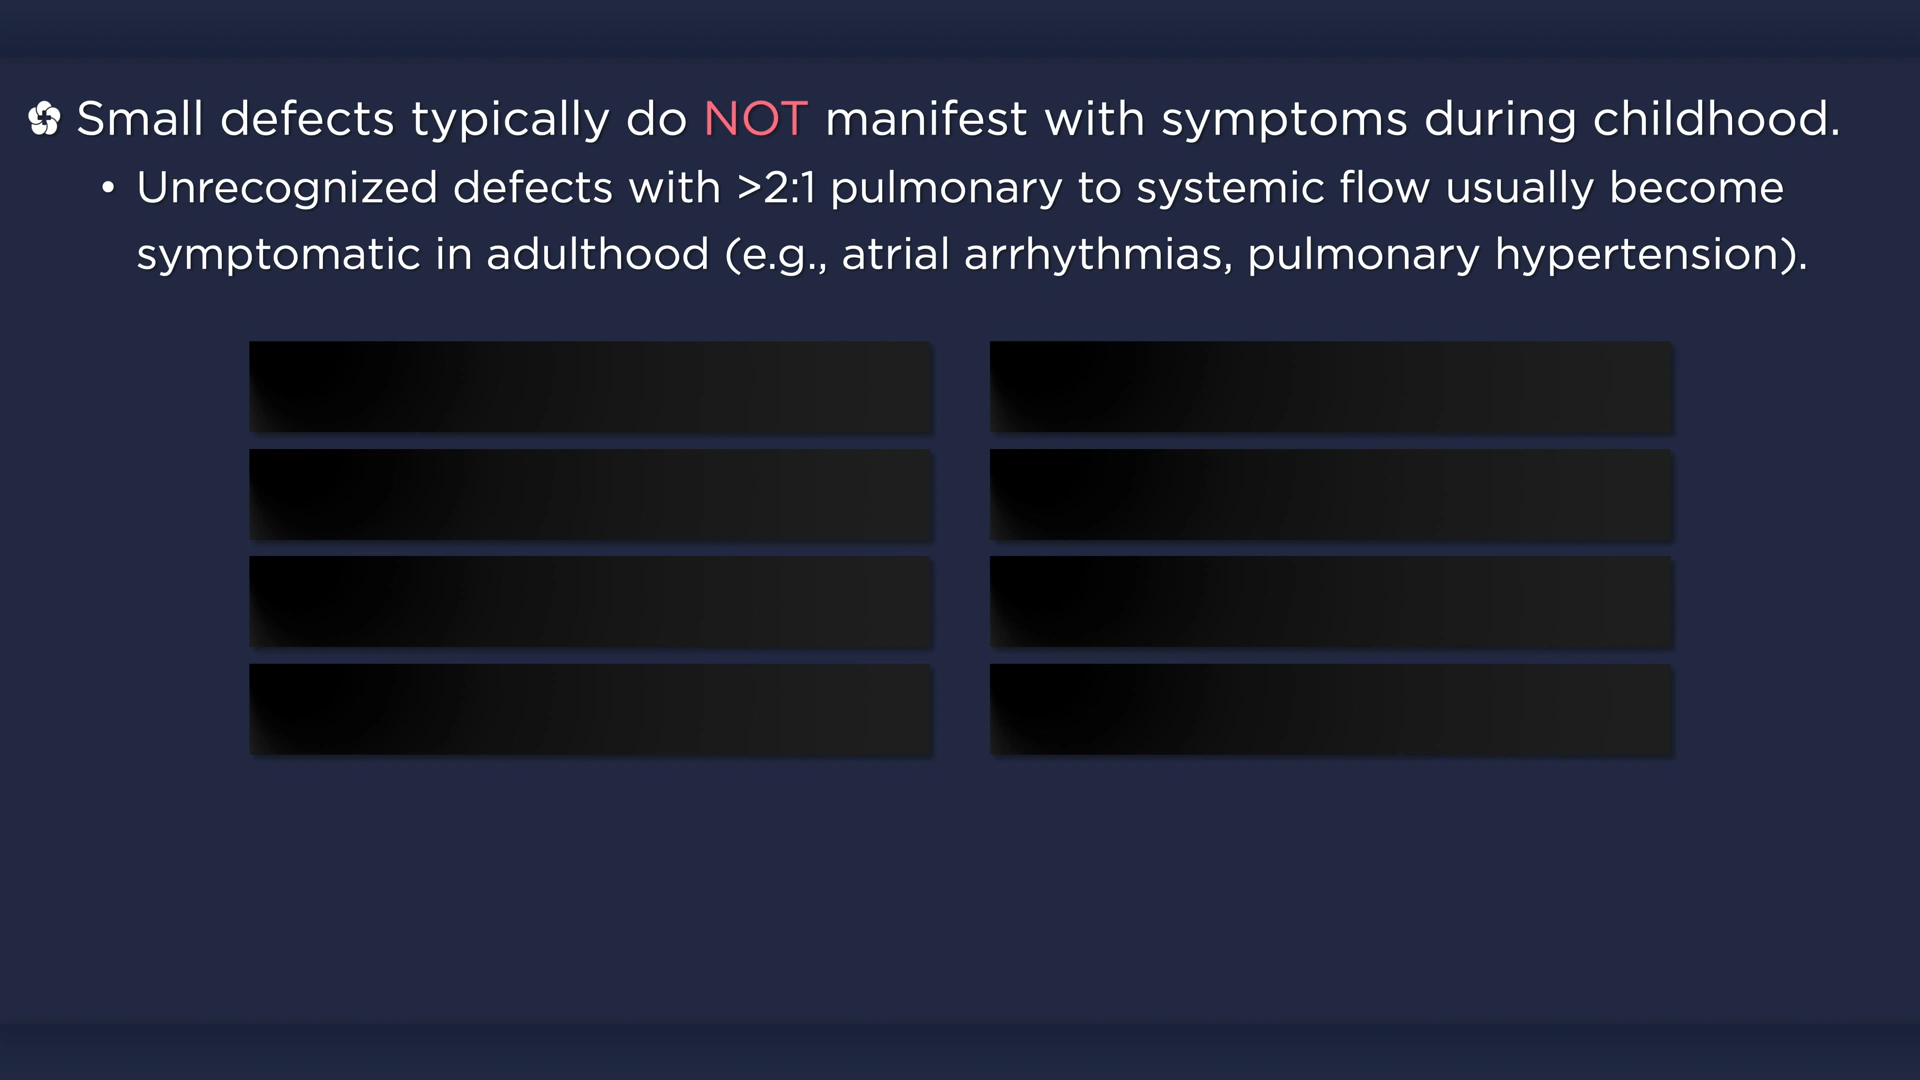 Small defects typically do NOT manifest with symptoms during childhood.
• Unrecognized defects with >2:1 pulmonary to systemic flow usually become
symptomatic in adulthood (e.g., atrial arrhythmias, pulmonary hypertension).